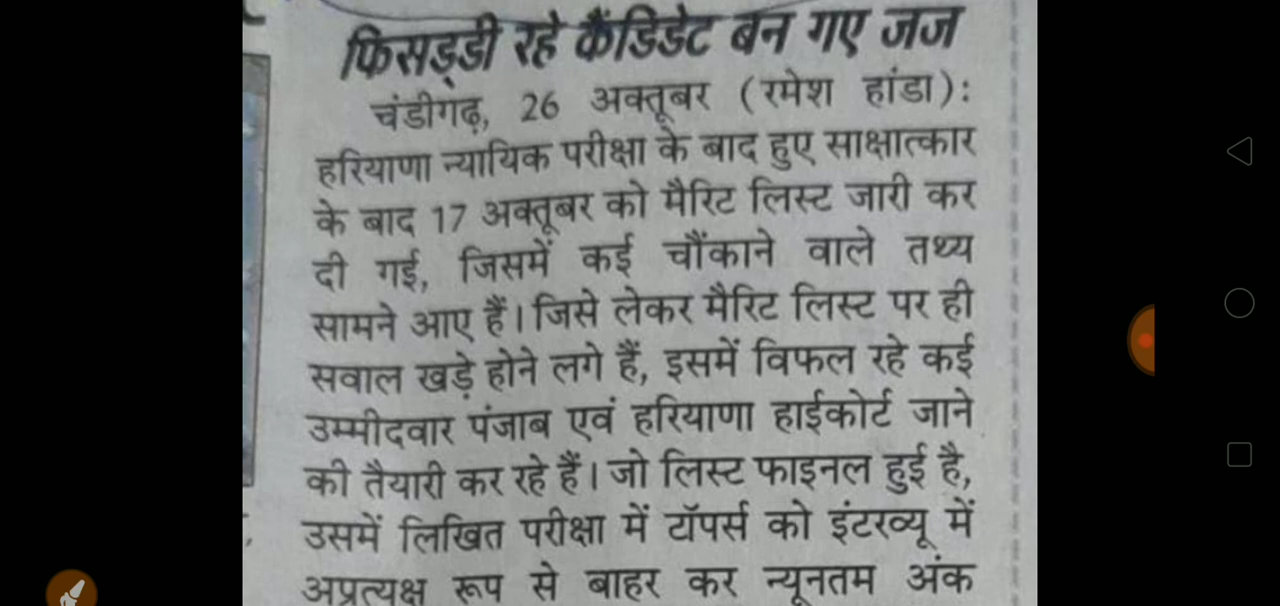 फिसड्डी रहे कैंडिडेट बन गए जज
चंडीगढ़, 26 अक्तूबर (रमेश हांडा):
हरियाणा न्यायिक परीक्षा के बाद हुए साक्षात्कार
के बाद 17 अक्तूबर को मैरिट लिस्ट जारी कर
दी गई, जिसमें कई चौंकाने वाले तथ्य
सामने आए हैं। जिसे लेकर मैरिट लिस्ट पर ही
सवाल खड़े होने लगे हैं, इसमें विफल रहे कई
उम्मीदवार पंजाब एवं हरियाणा हाईकोर्ट जाने
की तैयारी कर रहे हैं। जो लिस्ट फाइनल हुई है,
उसमें लिखित परीक्षा में टॉपर्स को इंटरव्यू में
अप्रत्यक्ष रूप से बाहर कर न्यूनतम अंक